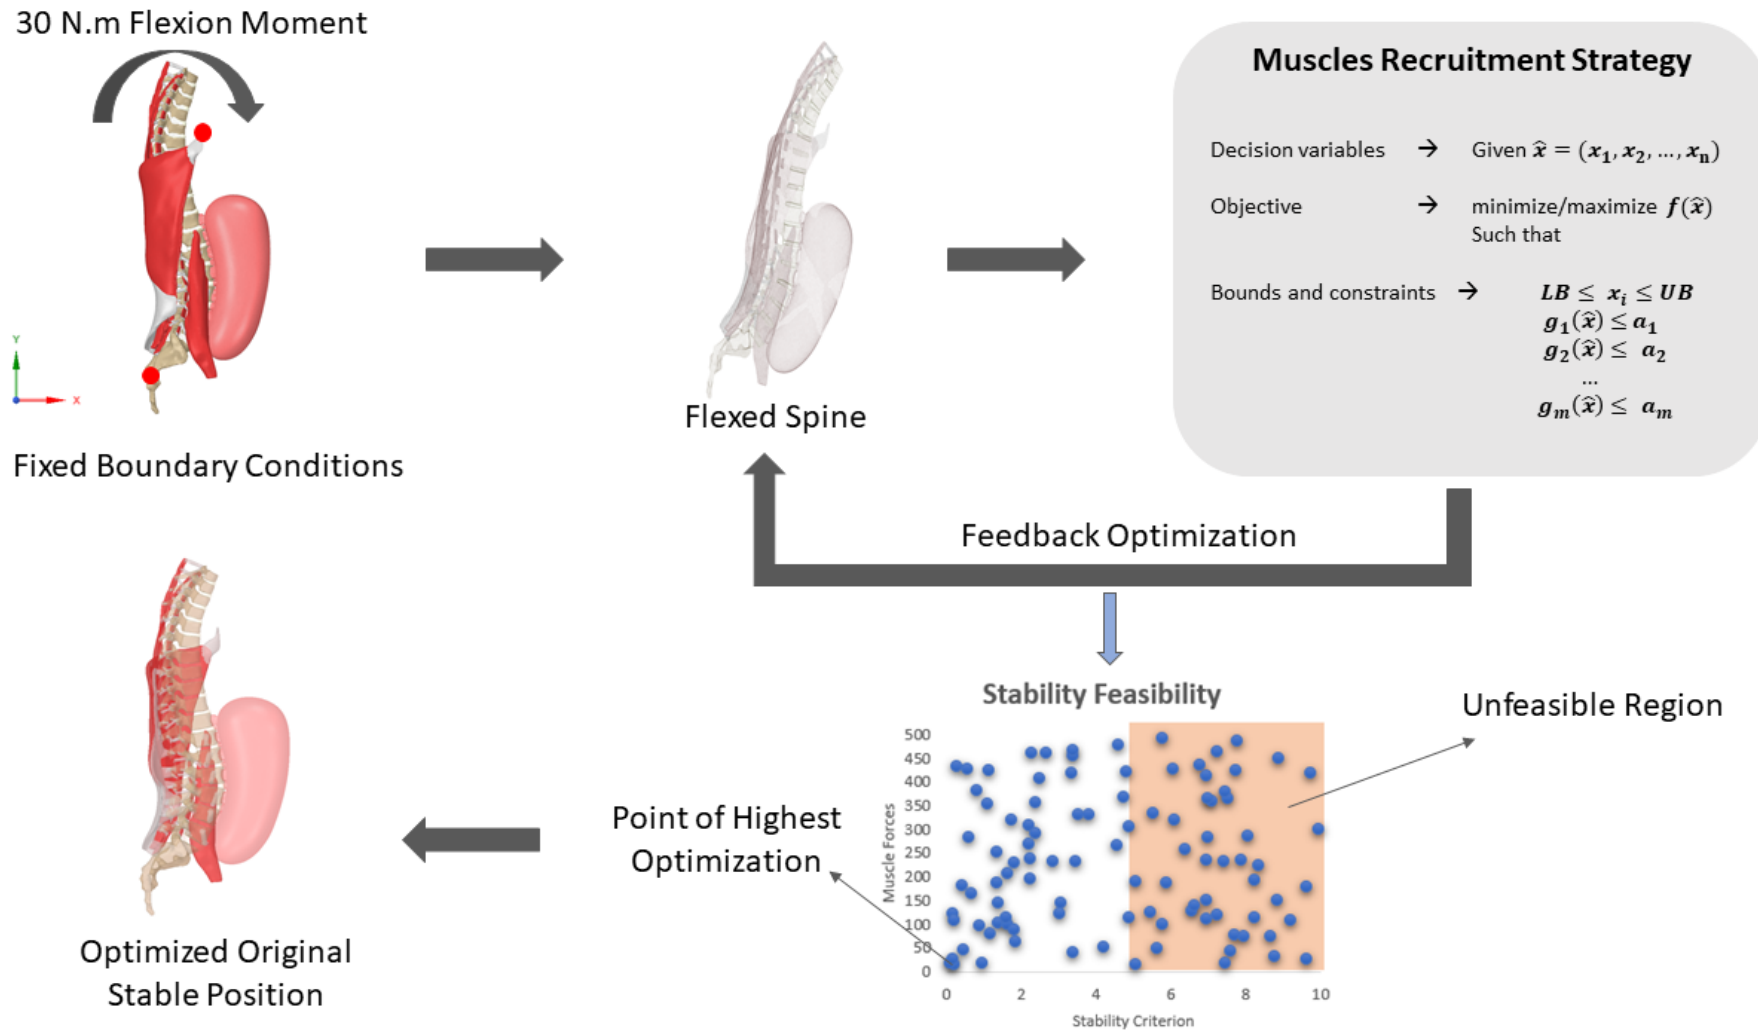 30 N.m Flexion Moment
Y
X
Fixed Boundary Conditions
Flexed Spine
Muscles Recruitment Strategy
Decision variables → Given x̂ = (x₁, x₂, ..., xₙ)
Objective → minimize/maximize f(x̂)
Such that
Bounds and constraints → LB ≤ xᵢ ≤ UB
g₁(x̂) ≤ a₁
g₂(x̂) ≤ a₂
...
gₘ(x̂) ≤ aₘ
Feedback Optimization
Stability Feasibility
Unfeasible Region
500
450
400
350
300
250
200
150
100
50
0
Muscle Forces
0 2 4 6 8 10
Stability Criterion
Point of Highest
Optimization
Optimized Original
Stable Position